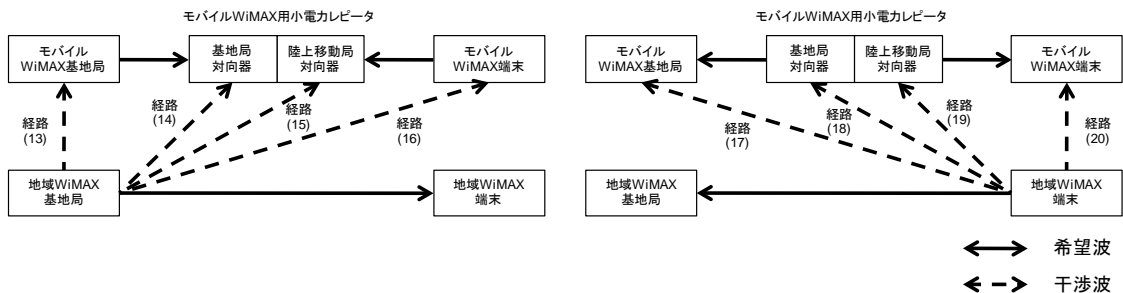 モバイルWiMAX用小電力レピータ
モバイル
WiMAX基地局
基地局
対向器
陸上移動局
対向器
モバイル
WiMAX端末
経路
(13)
経路
(14)
経路
(15)
経路
(16)
地域WiMAX
基地局
地域WiMAX
端末
モバイルWiMAX用小電力レピータ
モバイル
WiMAX基地局
基地局
対向器
陸上移動局
対向器
モバイル
WiMAX端末
経路
(17)
経路
(18)
経路
(19)
経路
(20)
地域WiMAX
基地局
地域WiMAX
端末
希望波
干渉波